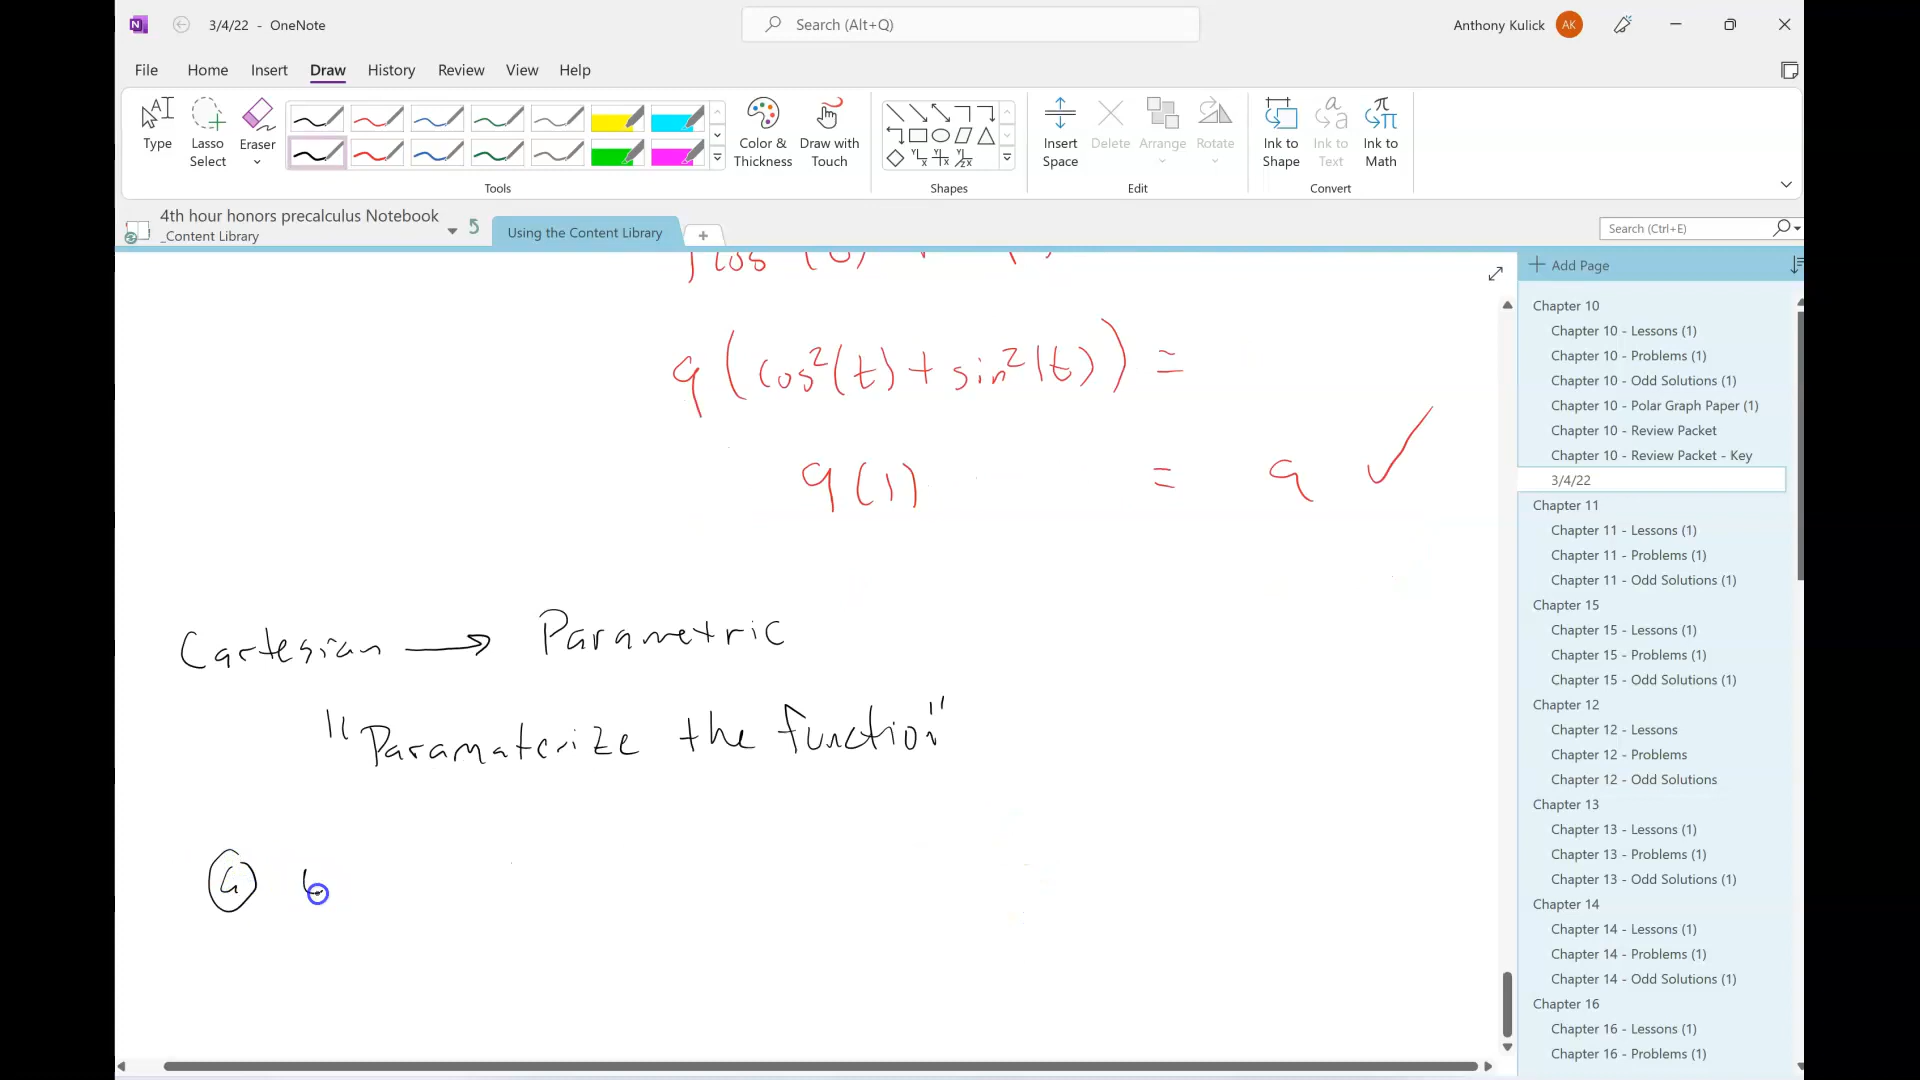 3/4/22 - OneNote
Search (Alt+Q)
Anthony Kulick
AK
File Home Insert Draw History Review View Help
Type
Lasso Select
Eraser
Color & Thickness
Draw with Touch
Insert Space
Delete
Arrange
Rotate
Ink to Shape
Ink to Text
Ink to Math
Tools
Shapes
Edit
Convert
4th hour honors precalculus Notebook
_Content Library
Using the Content Library
Search (Ctrl+E)
9(cos²(t) + sin²(t)) =
9(1) = 9 ✓
Cartesian → Parametric
"Paramaterize the function"
Add Page
Chapter 10
Chapter 10 - Lessons (1)
Chapter 10 - Problems (1)
Chapter 10 - Odd Solutions (1)
Chapter 10 - Polar Graph Paper (1)
Chapter 10 - Review Packet
Chapter 10 - Review Packet - Key
3/4/22
Chapter 11
Chapter 11 - Lessons (1)
Chapter 11 - Problems (1)
Chapter 11 - Odd Solutions (1)
Chapter 15
Chapter 15 - Lessons (1)
Chapter 15 - Problems (1)
Chapter 15 - Odd Solutions (1)
Chapter 12
Chapter 12 - Lessons
Chapter 12 - Problems
Chapter 12 - Odd Solutions
Chapter 13
Chapter 13 - Lessons (1)
Chapter 13 - Problems (1)
Chapter 13 - Odd Solutions (1)
Chapter 14
Chapter 14 - Lessons (1)
Chapter 14 - Problems (1)
Chapter 14 - Odd Solutions (1)
Chapter 16
Chapter 16 - Lessons (1)
Chapter 16 - Problems (1)